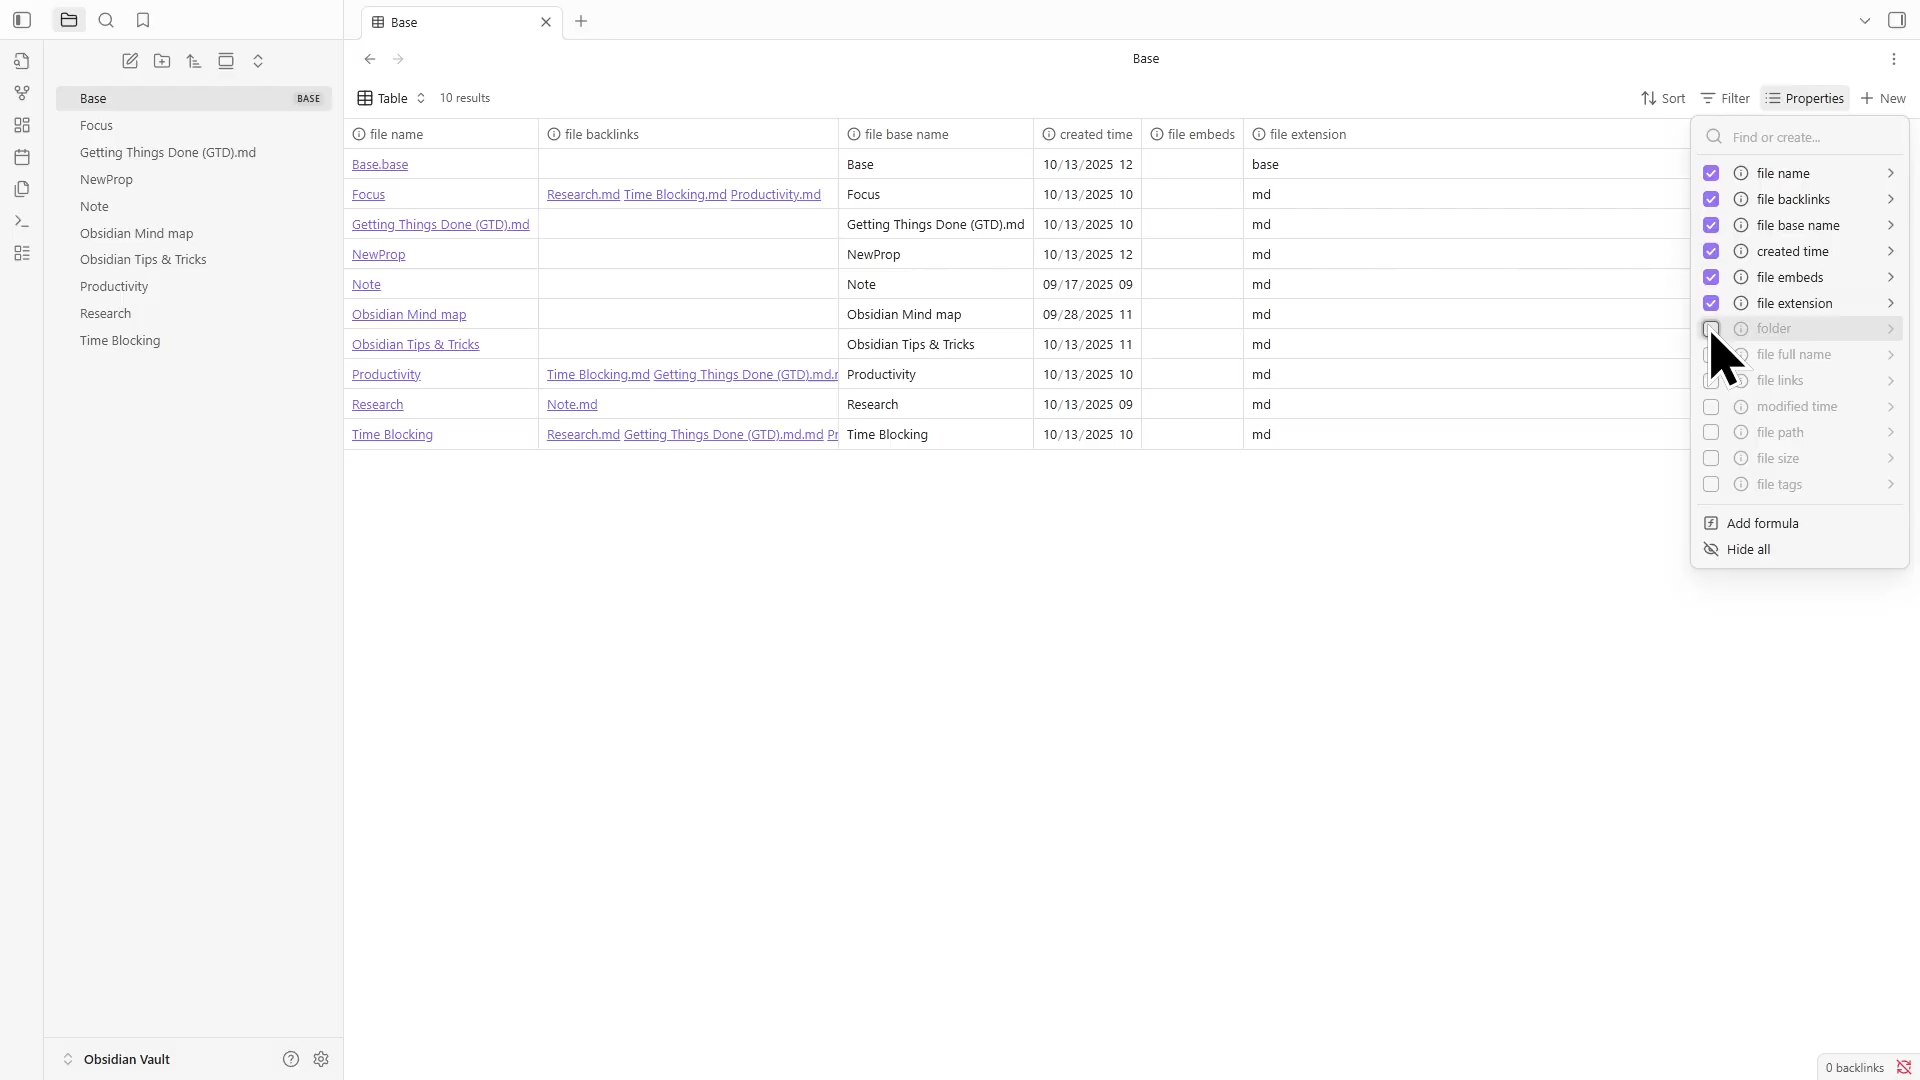 Base
Base
Table
10 results
Sort
Filter
Properties
New
Base BASE
Focus
Getting Things Done (GTD).md
NewProp
Note
Obsidian Mind map
Obsidian Tips & Tricks
Productivity
Research
Time Blocking
file name file backlinks file base name created time file embeds file extension
Base.base Base 10/13/2025 12 base
Focus Research.md Time Blocking.md Productivity.md Focus 10/13/2025 10 md
Getting Things Done (GTD).md Getting Things Done (GTD).md 10/13/2025 10 md
NewProp NewProp 10/13/2025 12 md
Note Note 09/17/2025 09 md
Obsidian Mind map Obsidian Mind map 09/28/2025 11 md
Obsidian Tips & Tricks Obsidian Tips & Tricks 10/13/2025 11 md
Productivity Time Blocking.md Getting Things Done (GTD).md. Productivity 10/13/2025 10 md
Research Note.md Research 10/13/2025 09 md
Time Blocking Research.md Getting Things Done (GTD).md.md Pr Time Blocking 10/13/2025 10 md
Find or create...
file name
file backlinks
file base name
created time
file embeds
file extension
folder
file full name
file links
modified time
file path
file size
file tags
Add formula
Hide all
Obsidian Vault
0 backlinks